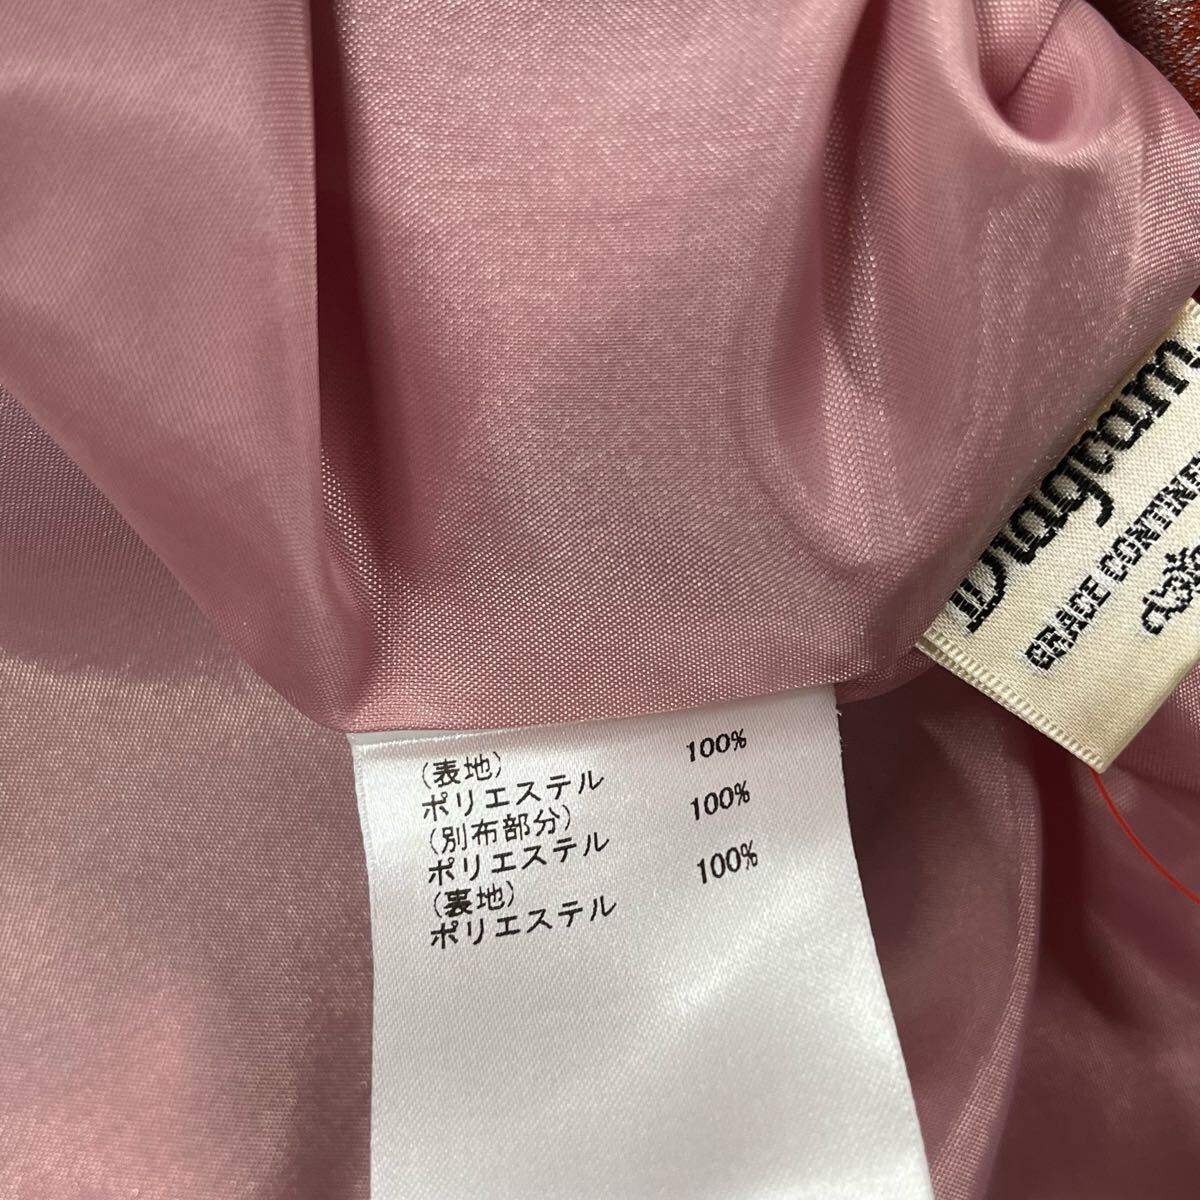 (表地)
ポリエステル 100%
(別布部分)
ポリエステル 100%
(裏地)
ポリエステル 100%
Diagram
GRACE